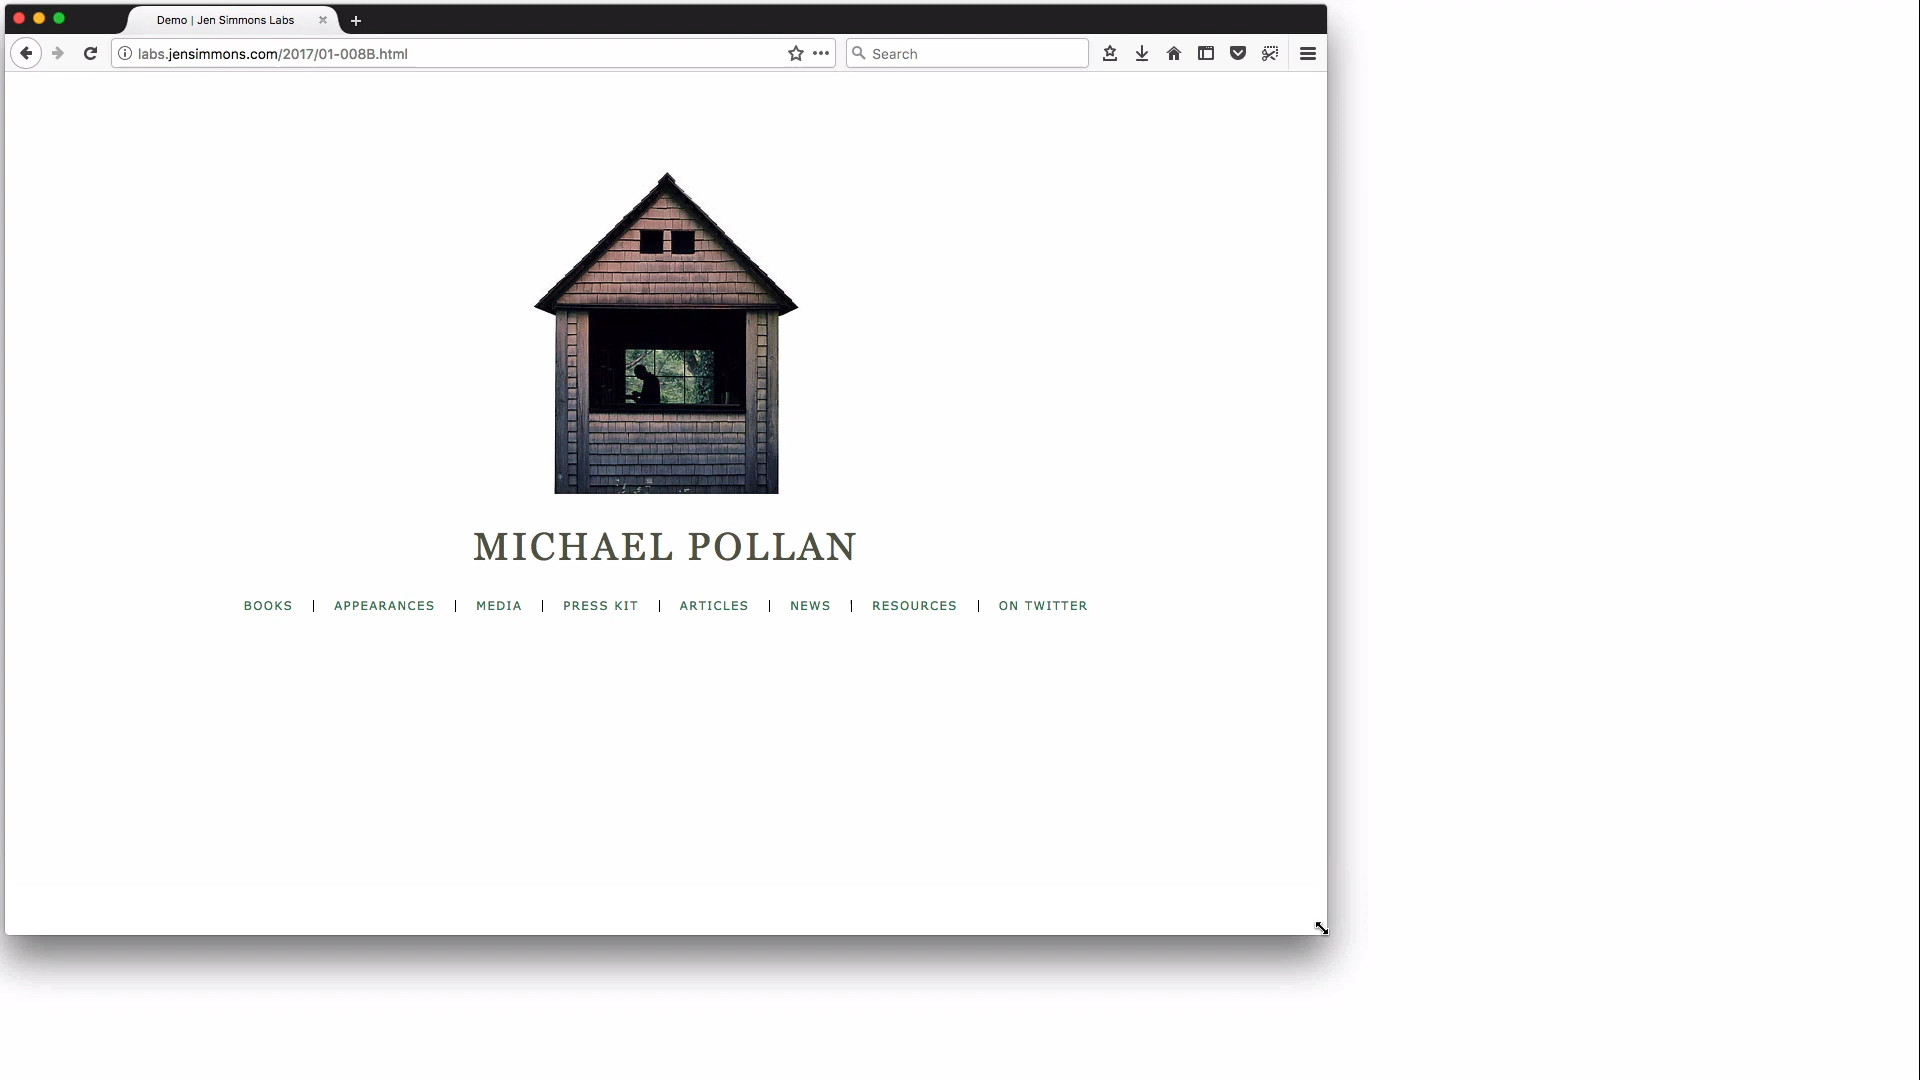 Demo | Jen Simmons Labs
labs.jensimmons.com/2017/01-008B.html
Search
MICHAEL POLLAN
BOOKS | APPEARANCES | MEDIA | PRESS KIT | ARTICLES | NEWS | RESOURCES | ON TWITTER